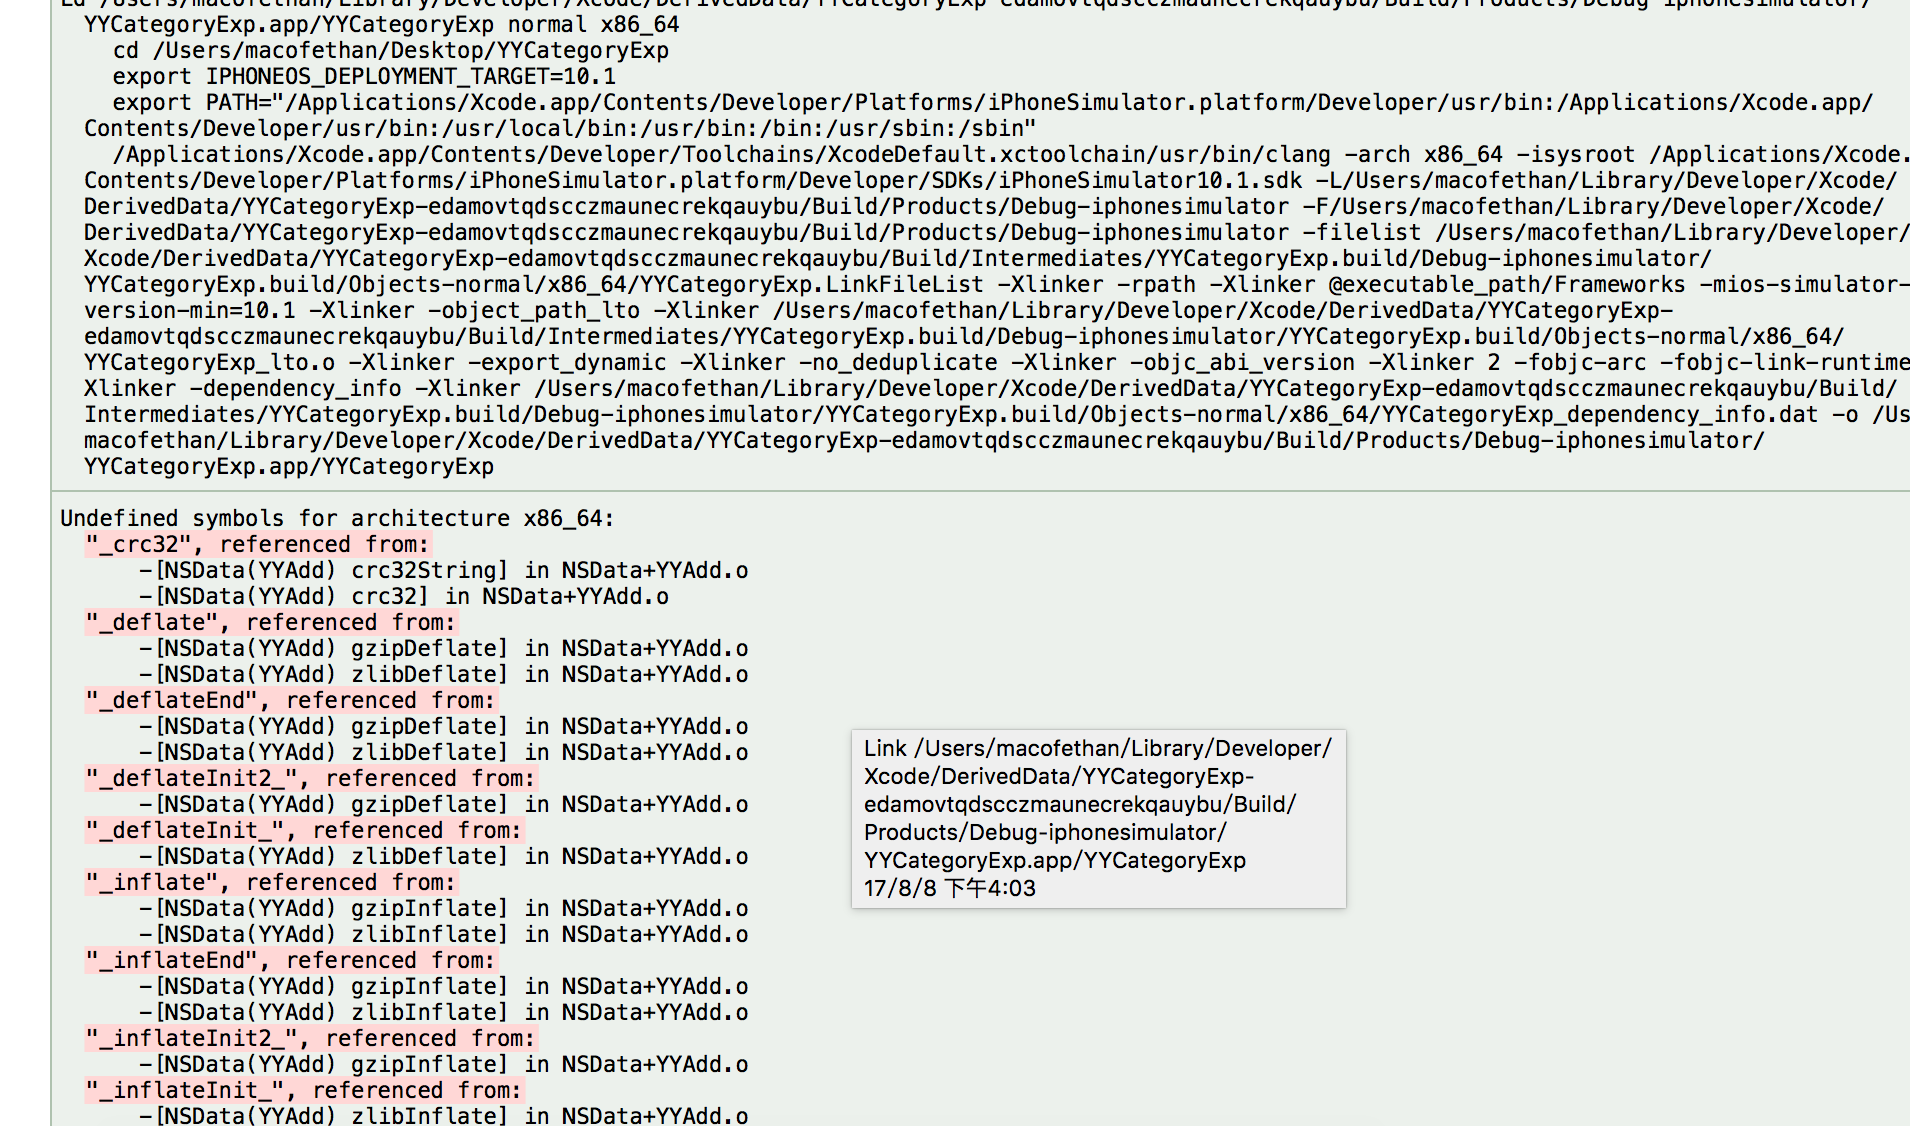 Ld /Users/macofethan/Library/Developer/Xcode/DerivedData/YYCategoryExp-edamovtqdscczmaunecrekqauybu/Build/Products/Debug-iphonesimulator/
YYCategoryExp.app/YYCategoryExp normal x86_64
cd /Users/macofethan/Desktop/YYCategoryExp
export IPHONEOS_DEPLOYMENT_TARGET=10.1
export PATH="/Applications/Xcode.app/Contents/Developer/Platforms/iPhoneSimulator.platform/Developer/usr/bin:/Applications/Xcode.app/
Contents/Developer/usr/bin:/usr/local/bin:/usr/bin:/bin:/usr/sbin:/sbin"
/Applications/Xcode.app/Contents/Developer/Toolchains/XcodeDefault.xctoolchain/usr/bin/clang -arch x86_64 -isysroot /Applications/Xcode.
Contents/Developer/Platforms/iPhoneSimulator.platform/Developer/SDKs/iPhoneSimulator10.1.sdk -L/Users/macofethan/Library/Developer/Xcode/
DerivedData/YYCategoryExp-edamovtqdscczmaunecrekqauybu/Build/Products/Debug-iphonesimulator -F/Users/macofethan/Library/Developer/Xcode/
DerivedData/YYCategoryExp-edamovtqdscczmaunecrekqauybu/Build/Products/Debug-iphonesimulator -filelist /Users/macofethan/Library/Developer/
Xcode/DerivedData/YYCategoryExp-edamovtqdscczmaunecrekqauybu/Build/Intermediates/YYCategoryExp.build/Debug-iphonesimulator/
YYCategoryExp.build/Objects-normal/x86_64/YYCategoryExp.LinkFileList -Xlinker -rpath -Xlinker @executable_path/Frameworks -mios-simulator-
version-min=10.1 -Xlinker -object_path_lto -Xlinker /Users/macofethan/Library/Developer/Xcode/DerivedData/YYCategoryExp-
edamovtqdscczmaunecrekqauybu/Build/Intermediates/YYCategoryExp.build/Debug-iphonesimulator/YYCategoryExp.build/Objects-normal/x86_64/
YYCategoryExp_lto.o -Xlinker -export_dynamic -Xlinker -no_deduplicate -Xlinker -objc_abi_version -Xlinker 2 -fobjc-arc -fobjc-link-runtime
Xlinker -dependency_info -Xlinker /Users/macofethan/Library/Developer/Xcode/DerivedData/YYCategoryExp-edamovtqdscczmaunecrekqauybu/Build/
Intermediates/YYCategoryExp.build/Debug-iphonesimulator/YYCategoryExp.build/Objects-normal/x86_64/YYCategoryExp_dependency_info.dat -o /Us
macofethan/Library/Developer/Xcode/DerivedData/YYCategoryExp-edamovtqdscczmaunecrekqauybu/Build/Products/Debug-iphonesimulator/
YYCategoryExp.app/YYCategoryExp
Undefined symbols for architecture x86_64:
"_crc32", referenced from:
-[NSData(YYAdd) crc32String] in NSData+YYAdd.o
-[NSData(YYAdd) crc32] in NSData+YYAdd.o
"_deflate", referenced from:
-[NSData(YYAdd) gzipDeflate] in NSData+YYAdd.o
-[NSData(YYAdd) zlibDeflate] in NSData+YYAdd.o
"_deflateEnd", referenced from:
-[NSData(YYAdd) gzipDeflate] in NSData+YYAdd.o
-[NSData(YYAdd) zlibDeflate] in NSData+YYAdd.o
"_deflateInit2_", referenced from:
-[NSData(YYAdd) gzipDeflate] in NSData+YYAdd.o
"_deflateInit_", referenced from:
-[NSData(YYAdd) zlibDeflate] in NSData+YYAdd.o
"_inflate", referenced from:
-[NSData(YYAdd) gzipInflate] in NSData+YYAdd.o
-[NSData(YYAdd) zlibInflate] in NSData+YYAdd.o
"_inflateEnd", referenced from:
-[NSData(YYAdd) gzipInflate] in NSData+YYAdd.o
-[NSData(YYAdd) zlibInflate] in NSData+YYAdd.o
"_inflateInit2_", referenced from:
-[NSData(YYAdd) gzipInflate] in NSData+YYAdd.o
"_inflateInit_", referenced from:
-[NSData(YYAdd) zlibInflate] in NSData+YYAdd.o
Link /Users/macofethan/Library/Developer/
Xcode/DerivedData/YYCategoryExp-
edamovtqdscczmaunecrekqauybu/Build/
Products/Debug-iphonesimulator/
YYCategoryExp.app/YYCategoryExp
17/8/8 下午4:03